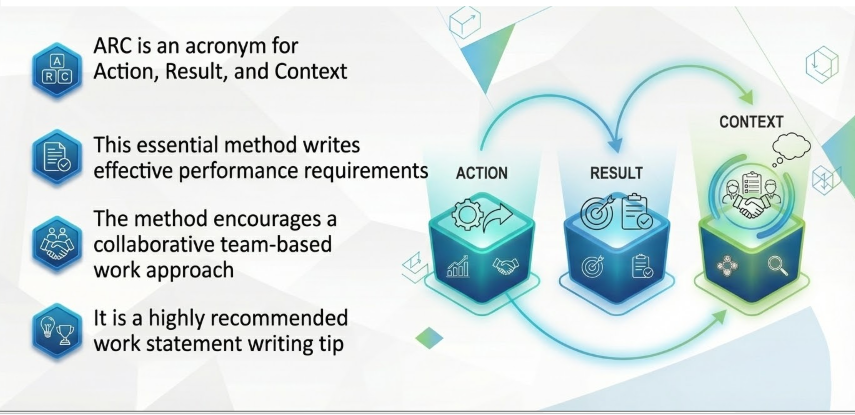 ARC is an acronym for
Action, Result, and Context
A
R C
This essential method writes
effective performance requirements
The method encourages a
collaborative team-based
work approach
It is a highly recommended
work statement writing tip
ACTION
RESULT
CONTEXT